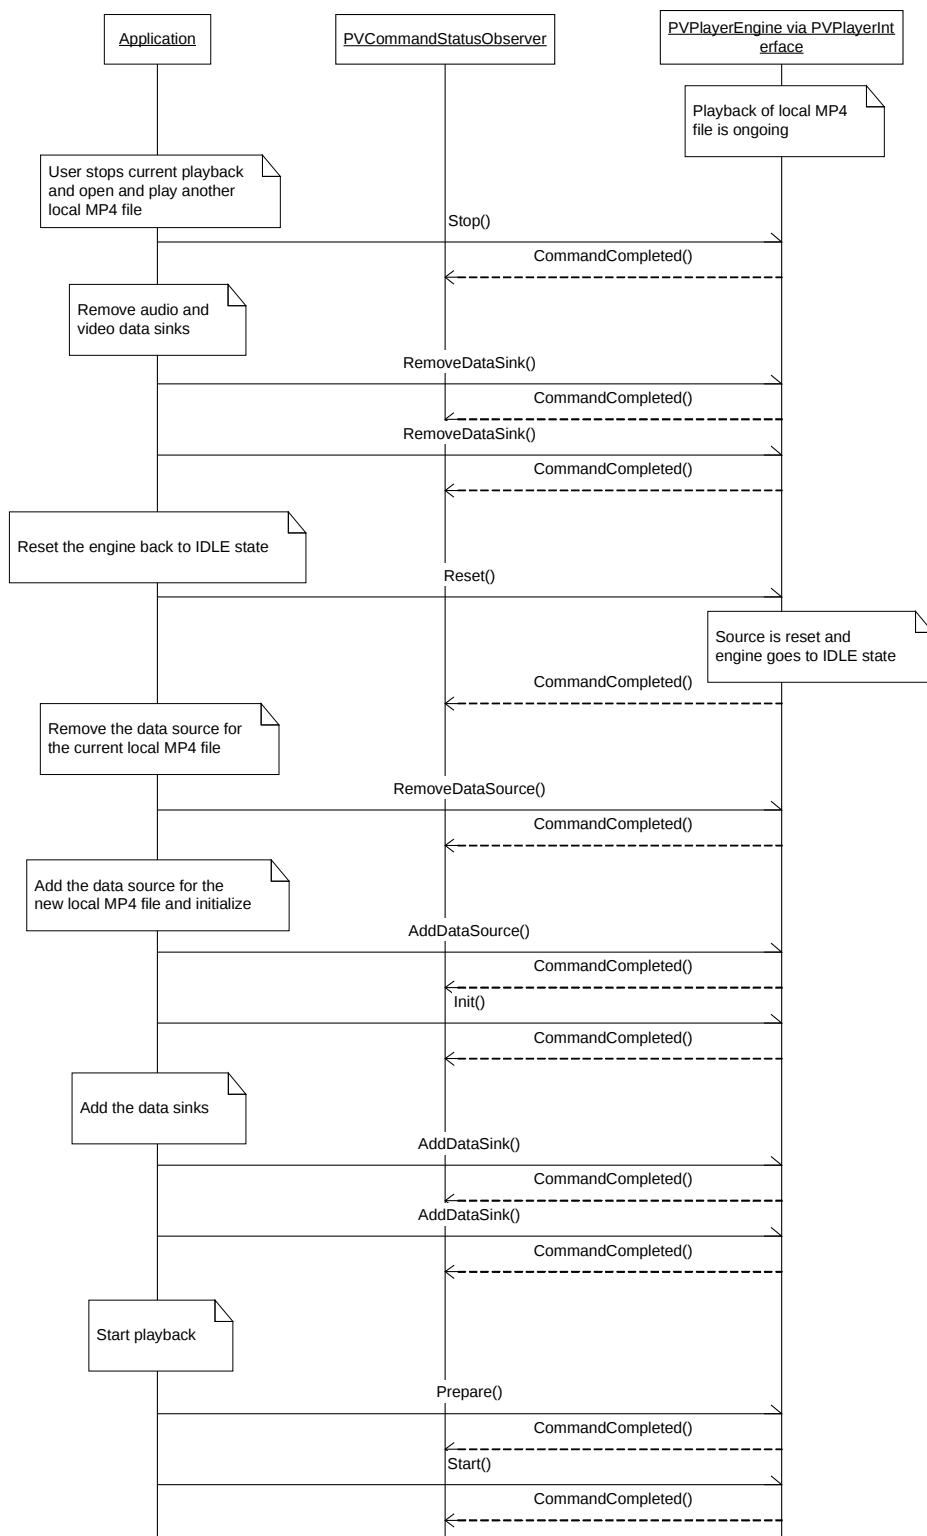 Application
PVCommandStatusObserver
PVPlayerEngine via PVPlayerInt
erface
Playback of local MP4
file is ongoing
User stops current playback
and open and play another
local MP4 file
Stop()
CommandCompleted()
Remove audio and
video data sinks
RemoveDataSink()
CommandCompleted()
RemoveDataSink()
CommandCompleted()
Reset the engine back to IDLE state
Reset()
Source is reset and
engine goes to IDLE state
CommandCompleted()
Remove the data source for
the current local MP4 file
RemoveDataSource()
CommandCompleted()
Add the data source for the
new local MP4 file and initialize
AddDataSource()
CommandCompleted()
Init()
CommandCompleted()
Add the data sinks
AddDataSink()
CommandCompleted()
AddDataSink()
CommandCompleted()
Start playback
Prepare()
CommandCompleted()
Start()
CommandCompleted()